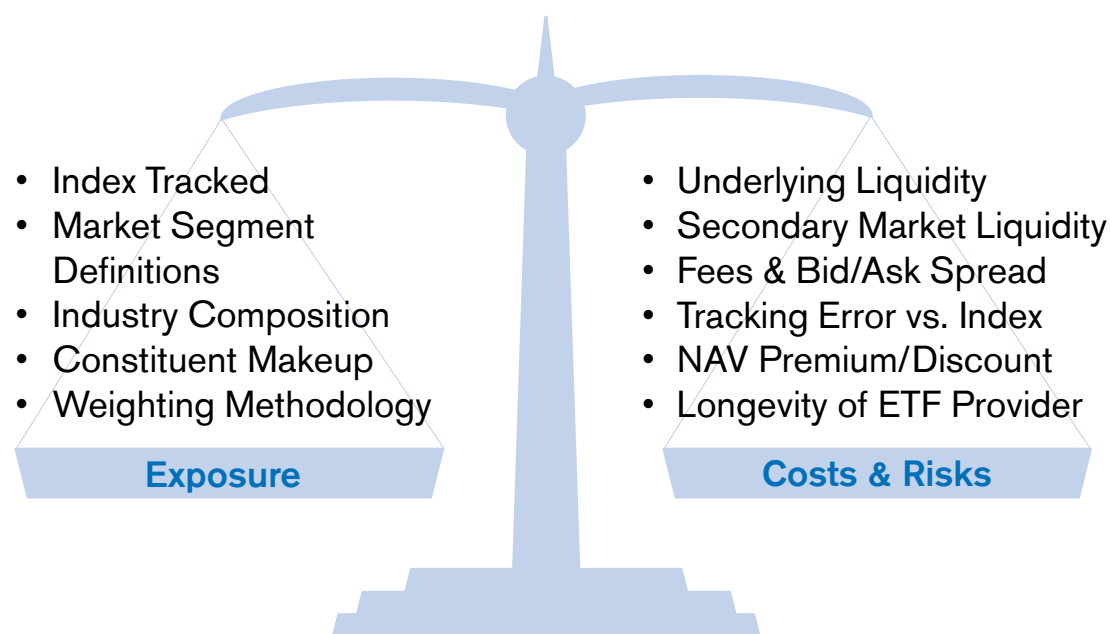 • Index Tracked
• Market Segment
Definitions
• Industry Composition
• Constituent Makeup
• Weighting Methodology
Exposure
• Underlying Liquidity
• Secondary Market Liquidity
• Fees & Bid/Ask Spread
• Tracking Error vs. Index
• NAV Premium/Discount
• Longevity of ETF Provider
Costs & Risks